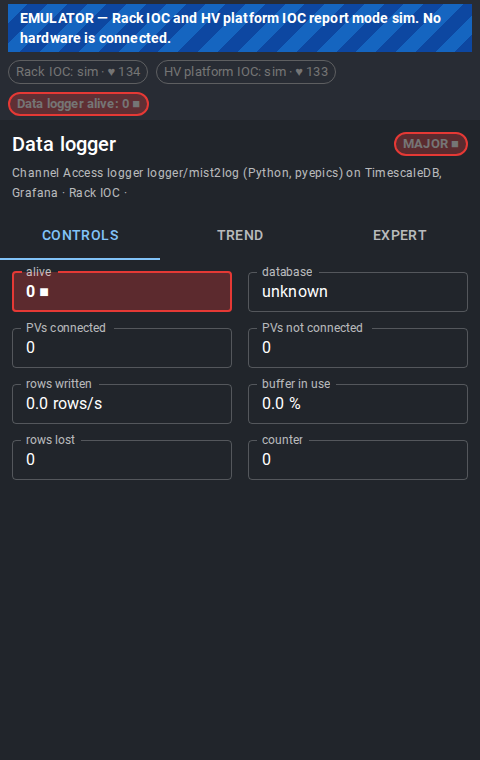 EMULATOR — Rack IOC and HV platform IOC report mode sim. No
hardware is connected.
Rack IOC: sim · ♥ 134
HV platform IOC: sim · ♥ 133
Data logger alive: 0 ■
Data logger
MAJOR ■
Channel Access logger logger/mist2log (Python, pyepics) on TimescaleDB,
Grafana · Rack IOC ·
CONTROLS
TREND
EXPERT
alive
0 ■
database
unknown
PVs connected
0
PVs not connected
0
rows written
0.0 rows/s
buffer in use
0.0 %
rows lost
0
counter
0